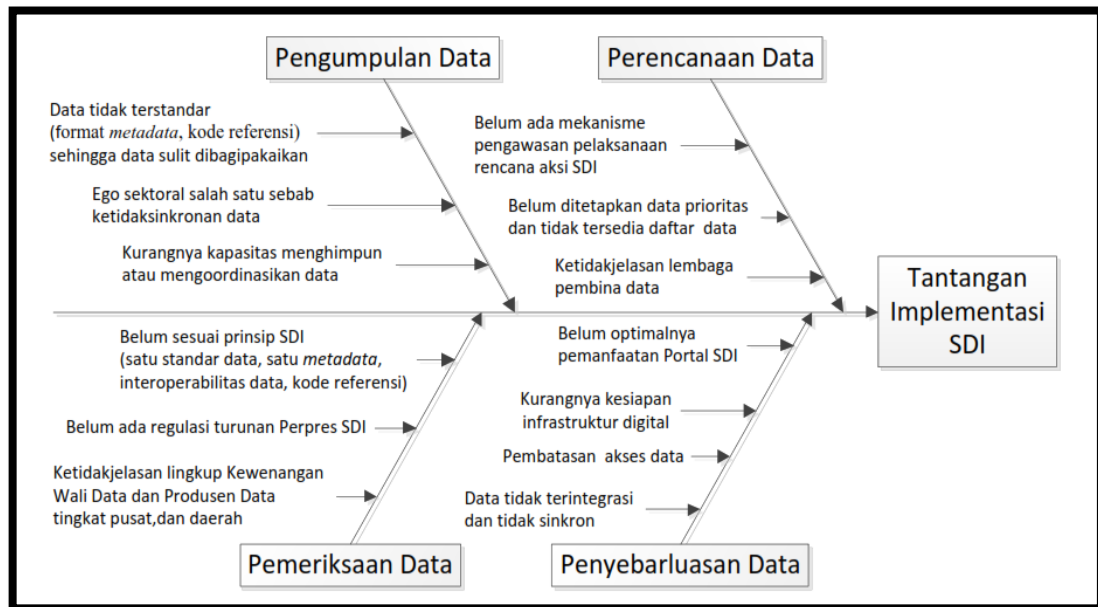 Pengumpulan Data
Perencanaan Data
Data tidak terstandar
(format metadata, kode referensi)
sehingga data sulit dibagipakaikan
Ego sektoral salah satu sebab
ketidaksinkronan data
Kurangnya kapasitas menghimpun
atau mengoordinasikan data
Belum ada mekanisme
pengawasan pelaksanaan
rencana aksi SDI
Belum ditetapkan data prioritas
dan tidak tersedia daftar data
Ketidakjelasan lembaga
pembina data
Tantangan
Implementasi
SDI
Belum sesuai prinsip SDI
(satu standar data, satu metadata,
interoperabilitas data, kode referensi)
Belum ada regulasi turunan Perpres SDI
Ketidakjelasan lingkup Kewenangan
Wali Data dan Produsen Data
tingkat pusat,dan daerah
Belum optimalnya
pemanfaatan Portal SDI
Kurangnya kesiapan
infrastruktur digital
Pembatasan akses data
Data tidak terintegrasi
dan tidak sinkron
Pemeriksaan Data
Penyebarluasan Data